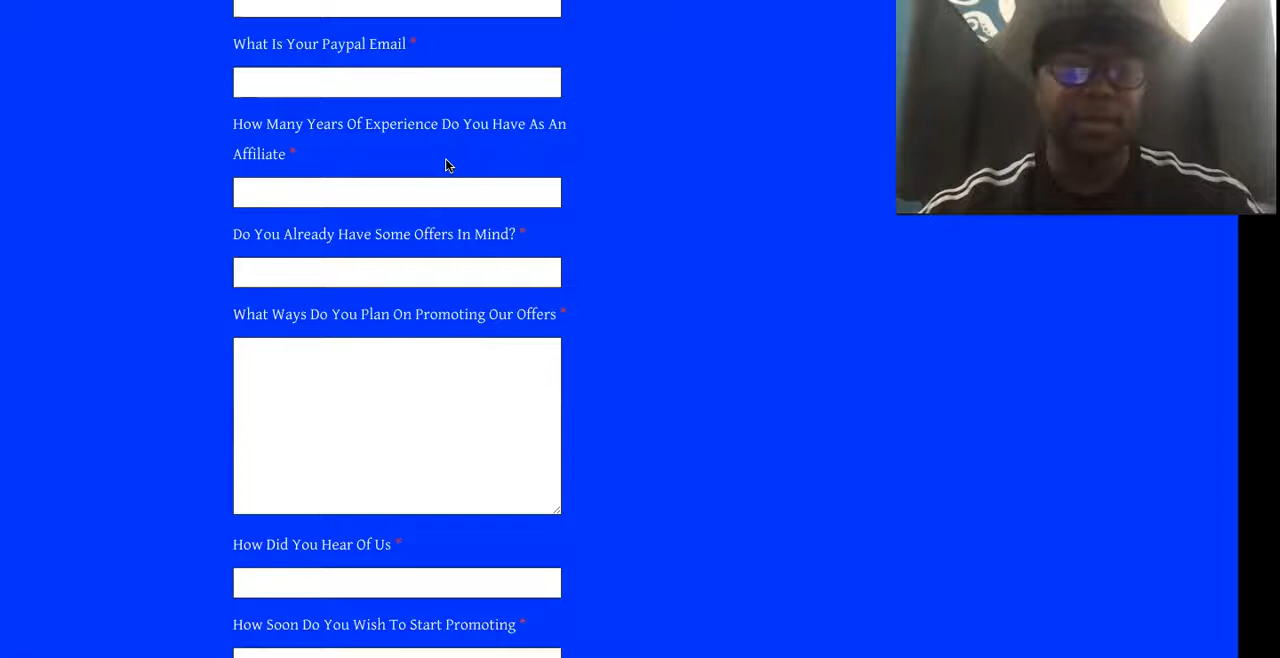 What Is Your Paypal Email *
How Many Years Of Experience Do You Have As An
Affiliate *
Do You Already Have Some Offers In Mind? *
What Ways Do You Plan On Promoting Our Offers *
How Did You Hear Of Us *
How Soon Do You Wish To Start Promoting *